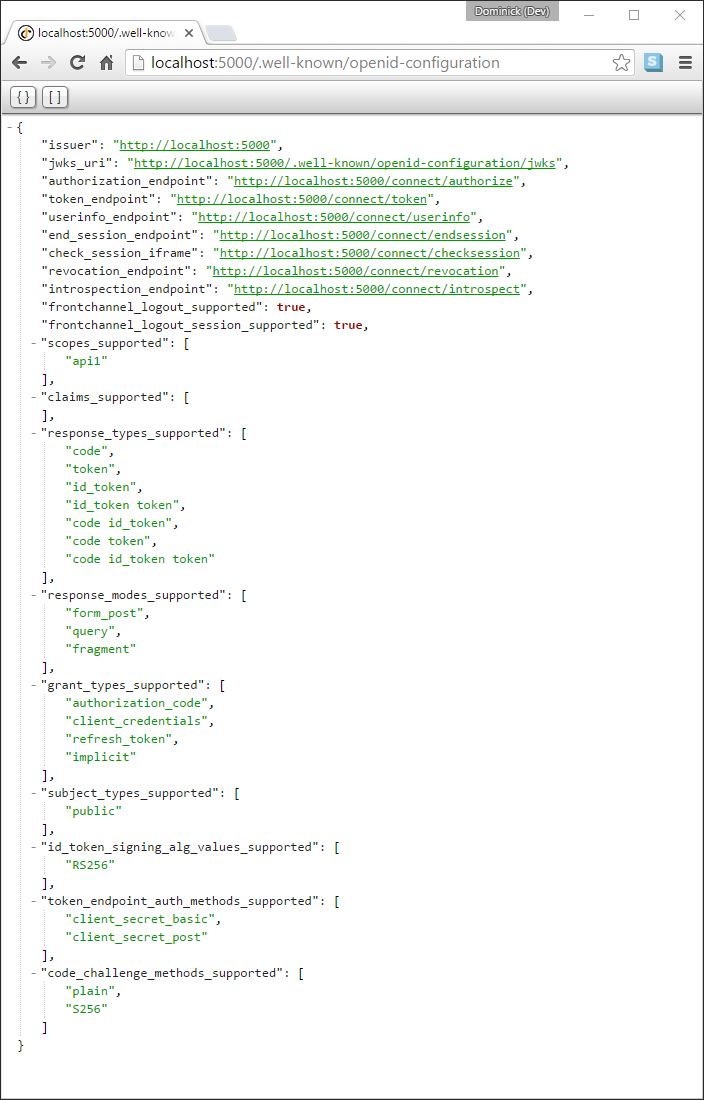 Dominick (Dev)
localhost:5000/.well-know
localhost:5000/.well-known/openid-configuration
S
{} []
- {
"issuer": "http://localhost:5000",
"jwks_uri": "http://localhost:5000/.well-known/openid-configuration/jwks",
"authorization_endpoint": "http://localhost:5000/connect/authorize",
"token_endpoint": "http://localhost:5000/connect/token",
"userinfo_endpoint": "http://localhost:5000/connect/userinfo",
"end_session_endpoint": "http://localhost:5000/connect/endsession",
"check_session_iframe": "http://localhost:5000/connect/checksession",
"revocation_endpoint": "http://localhost:5000/connect/revocation",
"introspection_endpoint": "http://localhost:5000/connect/introspect",
"frontchannel_logout_supported": true,
"frontchannel_logout_session_supported": true,
- "scopes_supported": [
"api1"
],
- "claims_supported": [
],
- "response_types_supported": [
"code",
"token",
"id_token",
"id_token token",
"code id_token",
"code token",
"code id_token token"
],
- "response_modes_supported": [
"form_post",
"query",
"fragment"
],
- "grant_types_supported": [
"authorization_code",
"client_credentials",
"refresh_token",
"implicit"
],
- "subject_types_supported": [
"public"
],
- "id_token_signing_alg_values_supported": [
"RS256"
],
- "token_endpoint_auth_methods_supported": [
"client_secret_basic",
"client_secret_post"
],
- "code_challenge_methods_supported": [
"plain",
"S256"
]
}